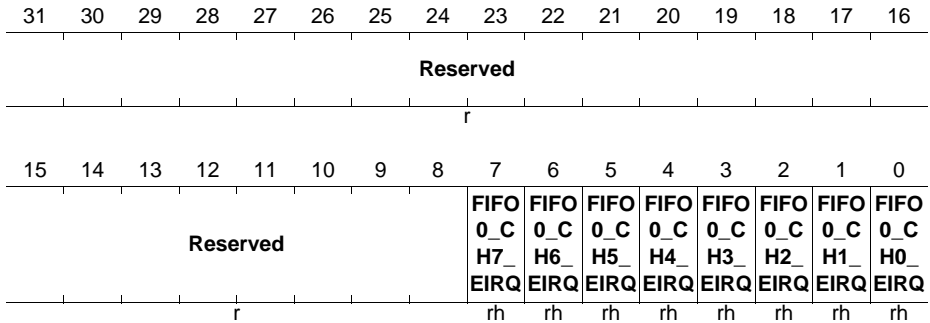 31 30 29 28 27 26 25 24 23 22 21 20 19 18 17 16
Reserved
r
15 14 13 12 11 10 9 8 7 6 5 4 3 2 1 0
FIFO FIFO FIFO FIFO FIFO FIFO FIFO FIFO
0_C 0_C 0_C 0_C 0_C 0_C 0_C 0_C
Reserved H7_ H6_ H5_ H4_ H3_ H2_ H1_ H0_
EIRQ EIRQ EIRQ EIRQ EIRQ EIRQ EIRQ EIRQ
r rh rh rh rh rh rh rh rh